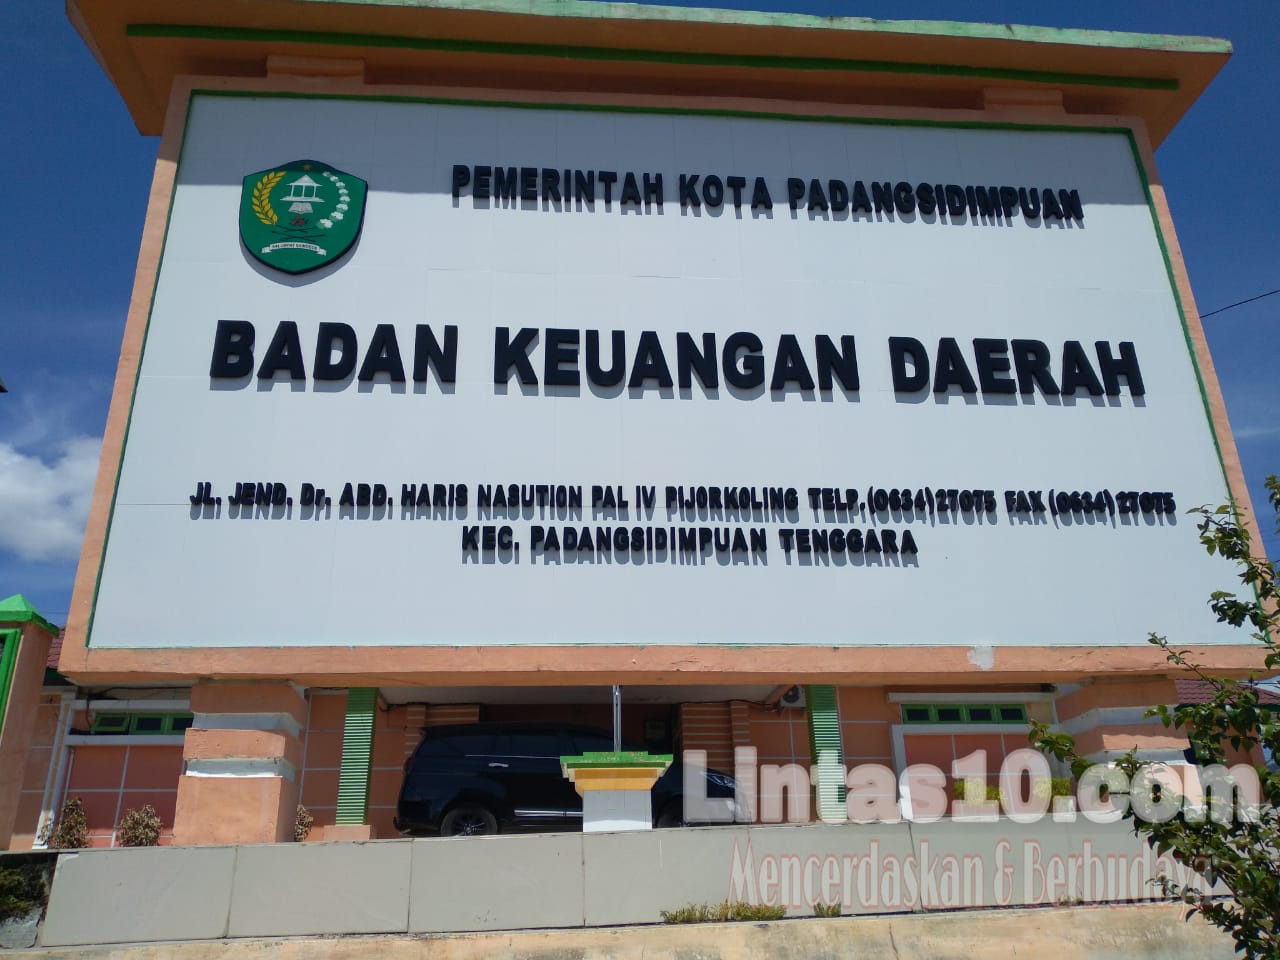 PEMERINTAH KOTA PADANGSIDIMPUAN
BADAN KEUANGAN DAERAH
JL. JEND. Dr. ABD. HARIS NASUTION PAL IV PIJORKOLING TELP. (0634) 27075 FAX (0634) 27075
KEC. PADANGSIDIMPUAN TENGGARA
Lintas10.com
Mencerdaskan & Berbudaya